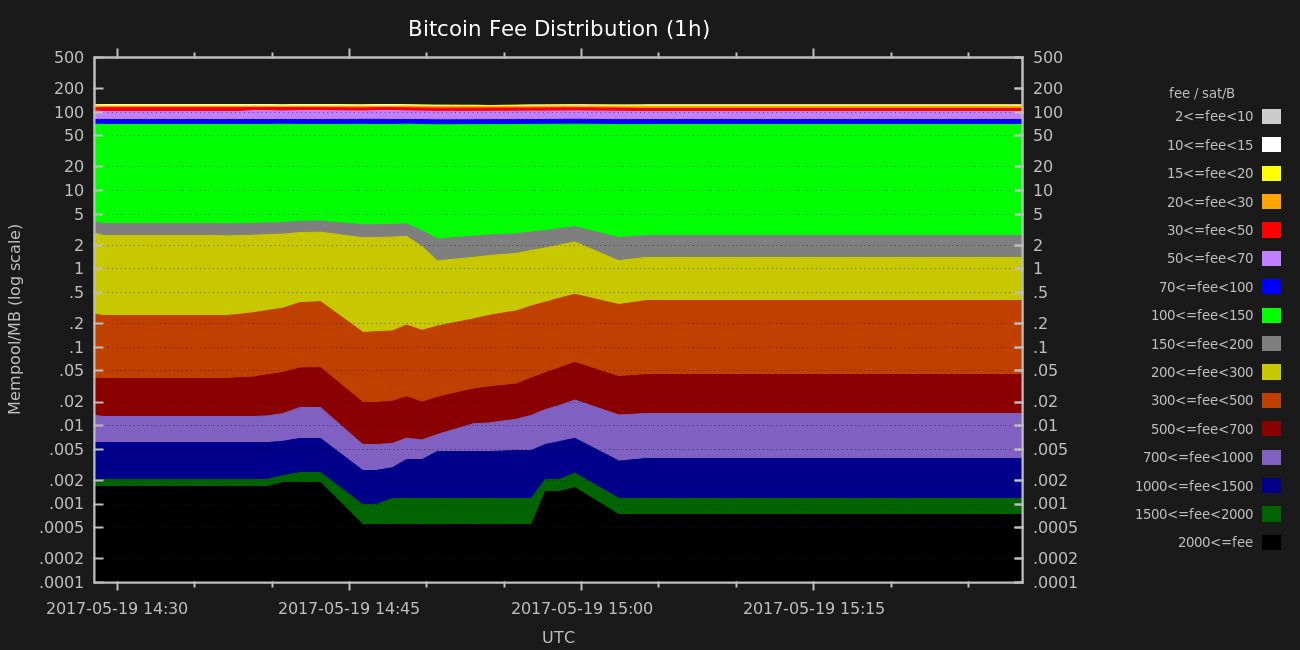 Bitcoin Fee Distribution (1h)
500 500
200 200
100 100
50 50
20 20
10 10
5 5
2 2
1 1
.5 .5
.2 .2
.1 .1
.05 .05
.02 .02
.01 .01
.005 .005
.002 .002
.001 .001
.0005 .0005
.0002 .0002
.0001 .0001
Mempool/MB (log scale)
2017-05-19 14:30 2017-05-19 14:45 2017-05-19 15:00 2017-05-19 15:15
UTC
fee / sat/B
2<=fee<10
10<=fee<15
15<=fee<20
20<=fee<30
30<=fee<50
50<=fee<70
70<=fee<100
100<=fee<150
150<=fee<200
200<=fee<300
300<=fee<500
500<=fee<700
700<=fee<1000
1000<=fee<1500
1500<=fee<2000
2000<=fee